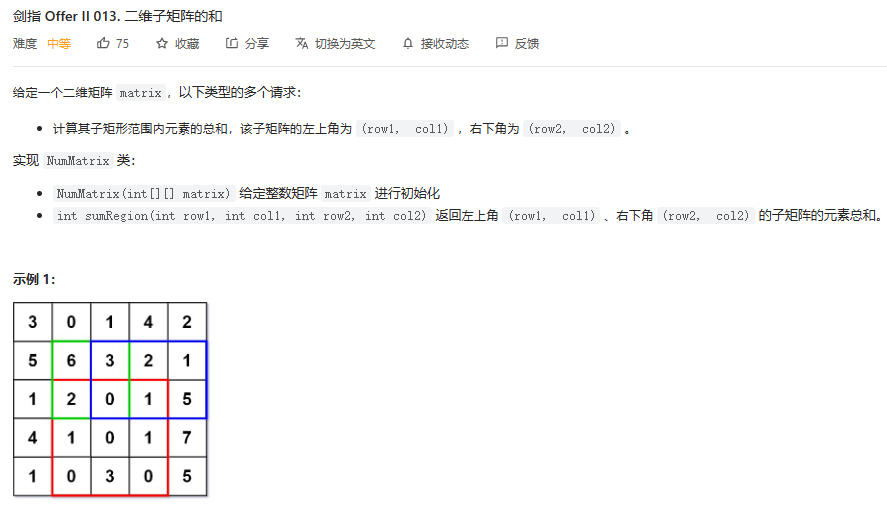 剑指 Offer II 013. 二维子矩阵的和
难度 中等 75 收藏 分享 切换为英文 接收动态 反馈
给定一个二维矩阵 matrix，以下类型的多个请求：
计算其子矩形范围内元素的总和，该子矩阵的左上角为 (row1, col1) ，右下角为 (row2, col2) 。
实现 NumMatrix 类：
NumMatrix(int[][] matrix) 给定整数矩阵 matrix 进行初始化
int sumRegion(int row1, int col1, int row2, int col2) 返回左上角 (row1, col1) 、右下角 (row2, col2) 的子矩阵的元素总和。
示例 1：
3 0 1 4 2
5 6 3 2 1
1 2 0 1 5
4 1 0 1 7
1 0 3 0 5